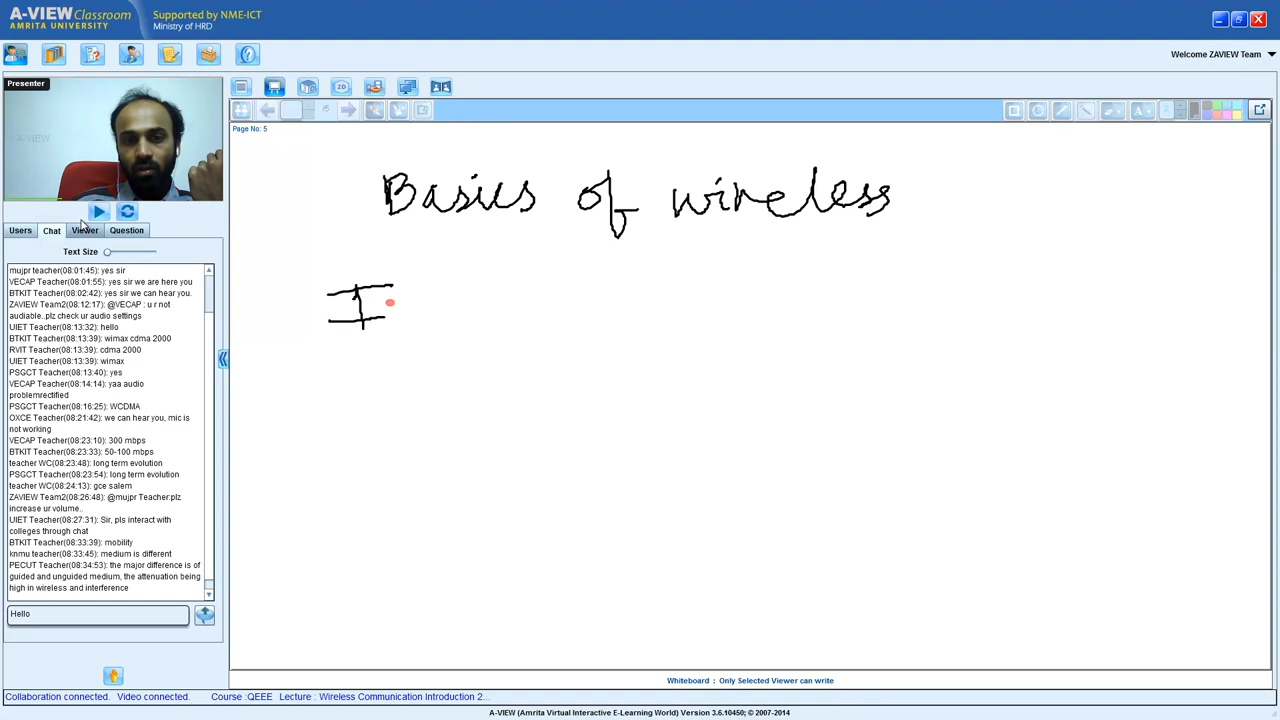 A-VIEW Classroom
AMRITA UNIVERSITY
Supported by NME-ICT
Ministry of HRD
Welcome ZAVIEW Team
Presenter
A-VIEW
2D
/5
A
2
Page No: 5
Basics of wireless
I
Users Chat Viewer Question
Text Size
mujpr teacher(08:01:45): yes sir
VECAP Teacher(08:01:55): yes sir we are here you
BTKIT Teacher(08:02:42): yes sir we can hear you.
ZAVIEW Team2(08:12:17): @VECAP : u r not
audiable..plz check ur audio settings
UIET Teacher(08:13:32): hello
BTKIT Teacher(08:13:39): wimax cdma 2000
RVIT Teacher(08:13:39): cdma 2000
UIET Teacher(08:13:39): wimax
PSGCT Teacher(08:13:40): yes
VECAP Teacher(08:14:14): yaa audio
problemrectified
PSGCT Teacher(08:16:25): WCDMA
OXCE Teacher(08:21:42): we can hear you, mic is
not working
VECAP Teacher(08:23:10): 300 mbps
BTKIT Teacher(08:23:33): 50-100 mbps
teacher WC(08:23:48): long term evolution
PSGCT Teacher(08:23:54): long term evolution
teacher WC(08:24:13): gce salem
ZAVIEW Team2(08:26:48): @mujpr Teacher:plz
increase ur volume..
UIET Teacher(08:27:31): Sir, pls interact with
colleges through chat
BTKIT Teacher(08:33:39): mobility
knmu teacher(08:33:45): medium is different
PECUT Teacher(08:34:53): the major difference is of
guided and unguided medium, the attenuation being
high in wireless and interference
Hello
Whiteboard : Only Selected Viewer can write
Collaboration connected. Video connected. Course :QEEE Lecture : Wireless Communication Introduction 2...
A-VIEW (Amrita Virtual Interactive E-Learning World) Version 3.6.10450; © 2007-2014